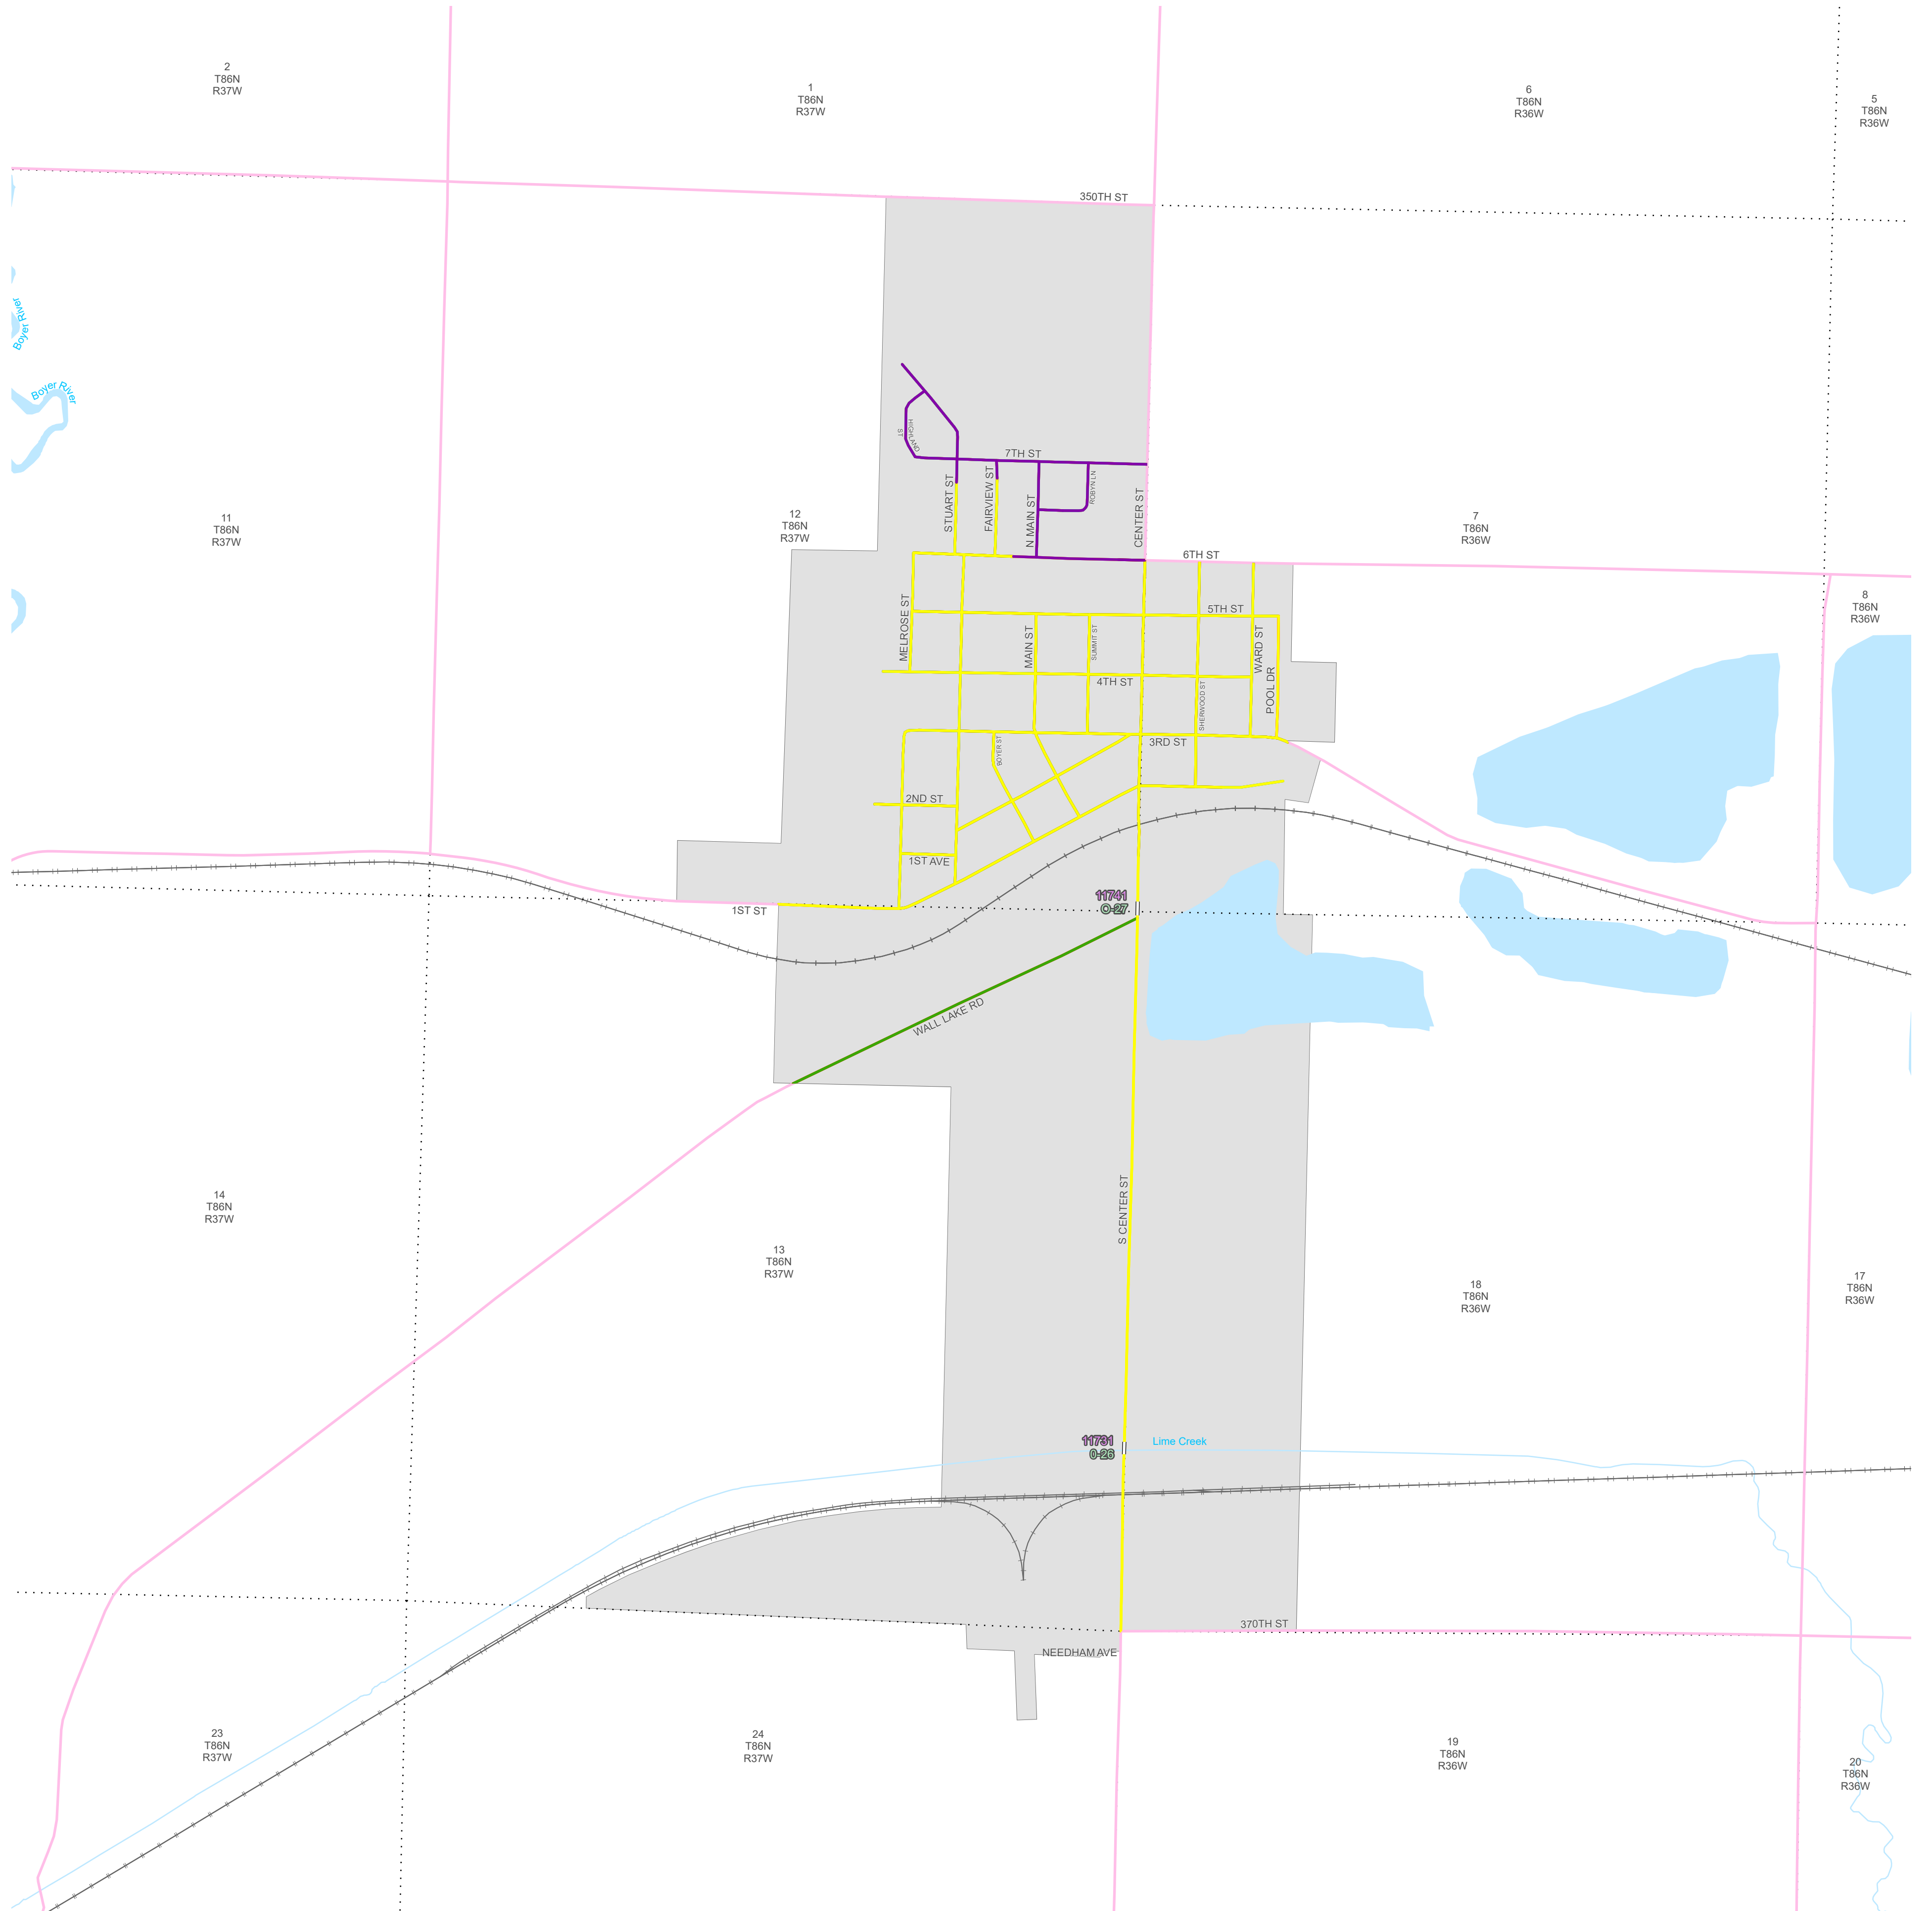 2
T86N
R37W
1
T86N
R37W
6
T86N
R36W
5
T86N
R36W
350TH ST
Boyer River
Boyer River
HIGHLAND
ST
7TH ST
STUART ST
FAIRVIEW ST
N MAIN ST
ROBYN LN
CENTER ST
11
T86N
R37W
12
T86N
R37W
7
T86N
R36W
6TH ST
8
T86N
R36W
MELROSE ST
5TH ST
MAIN ST
SUMMIT ST
WARD ST
4TH ST
SHERWOOD ST
POOL DR
BOYER ST
3RD ST
2ND ST
1ST AVE
1ST ST
11741
O-27
WALL LAKE RD
S CENTER ST
14
T86N
R37W
13
T86N
R37W
18
T86N
R36W
17
T86N
R36W
11731
0-26
Lime Creek
370TH ST
NEEDHAM AVE
23
T86N
R37W
24
T86N
R37W
19
T86N
R36W
20
T86N
R36W